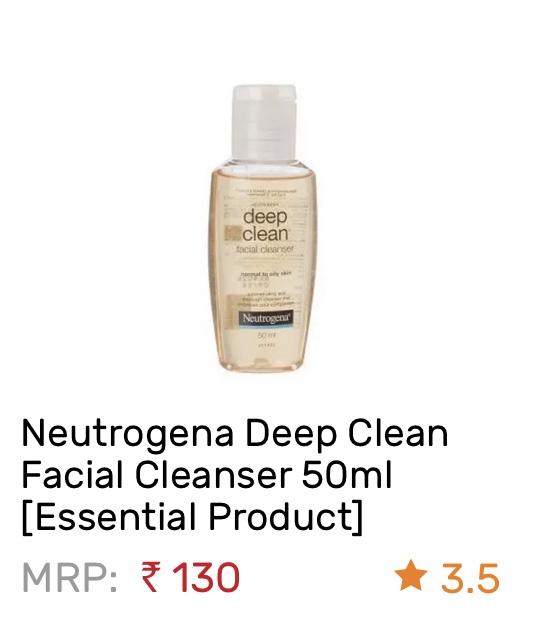 deep
clean
facial cleanser
normal to oily skin
Neutrogena
50 ml
Neutrogena Deep Clean
Facial Cleanser 50ml
[Essential Product]
MRP: ₹ 130 3.5